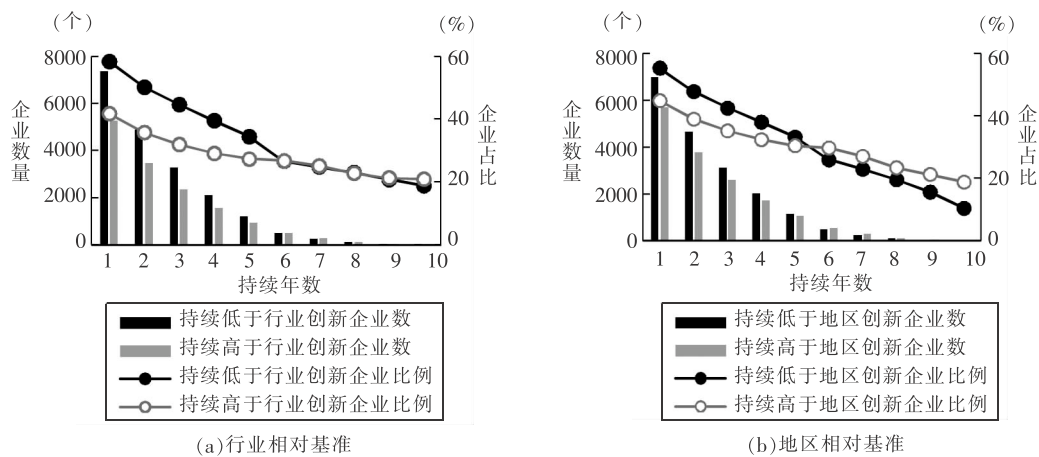 (个)
(%)
8000
6000
4000
2000
0
企业数量
60
40
20
0
企业占比
1 2 3 4 5 6 7 8 9 10
持续年数
持续低于行业创新企业数
持续高于行业创新企业数
持续低于行业创新企业比例
持续高于行业创新企业比例
(a)行业相对基准
(个)
(%)
8000
6000
4000
2000
0
企业数量
60
40
20
0
企业占比
1 2 3 4 5 6 7 8 9 10
持续年数
持续低于地区创新企业数
持续高于地区创新企业数
持续低于地区创新企业比例
持续高于地区创新企业比例
(b)地区相对基准